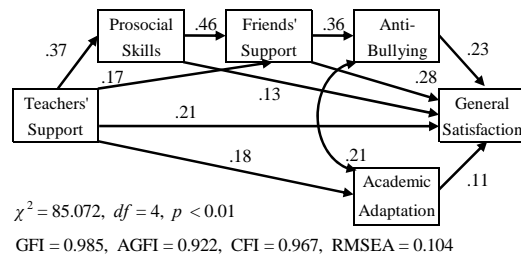 Prosocial
Skills
.46
Friends'
Support
.36
Anti-
Bullying
.37
.23
.17
.28
.13
Teachers'
Support
.21
General
Satisfaction
.18
.21
.11
Academic
Adaptation
χ² = 85.072, df = 4, p < 0.01
GFI = 0.985, AGFI = 0.922, CFI = 0.967, RMSEA = 0.104